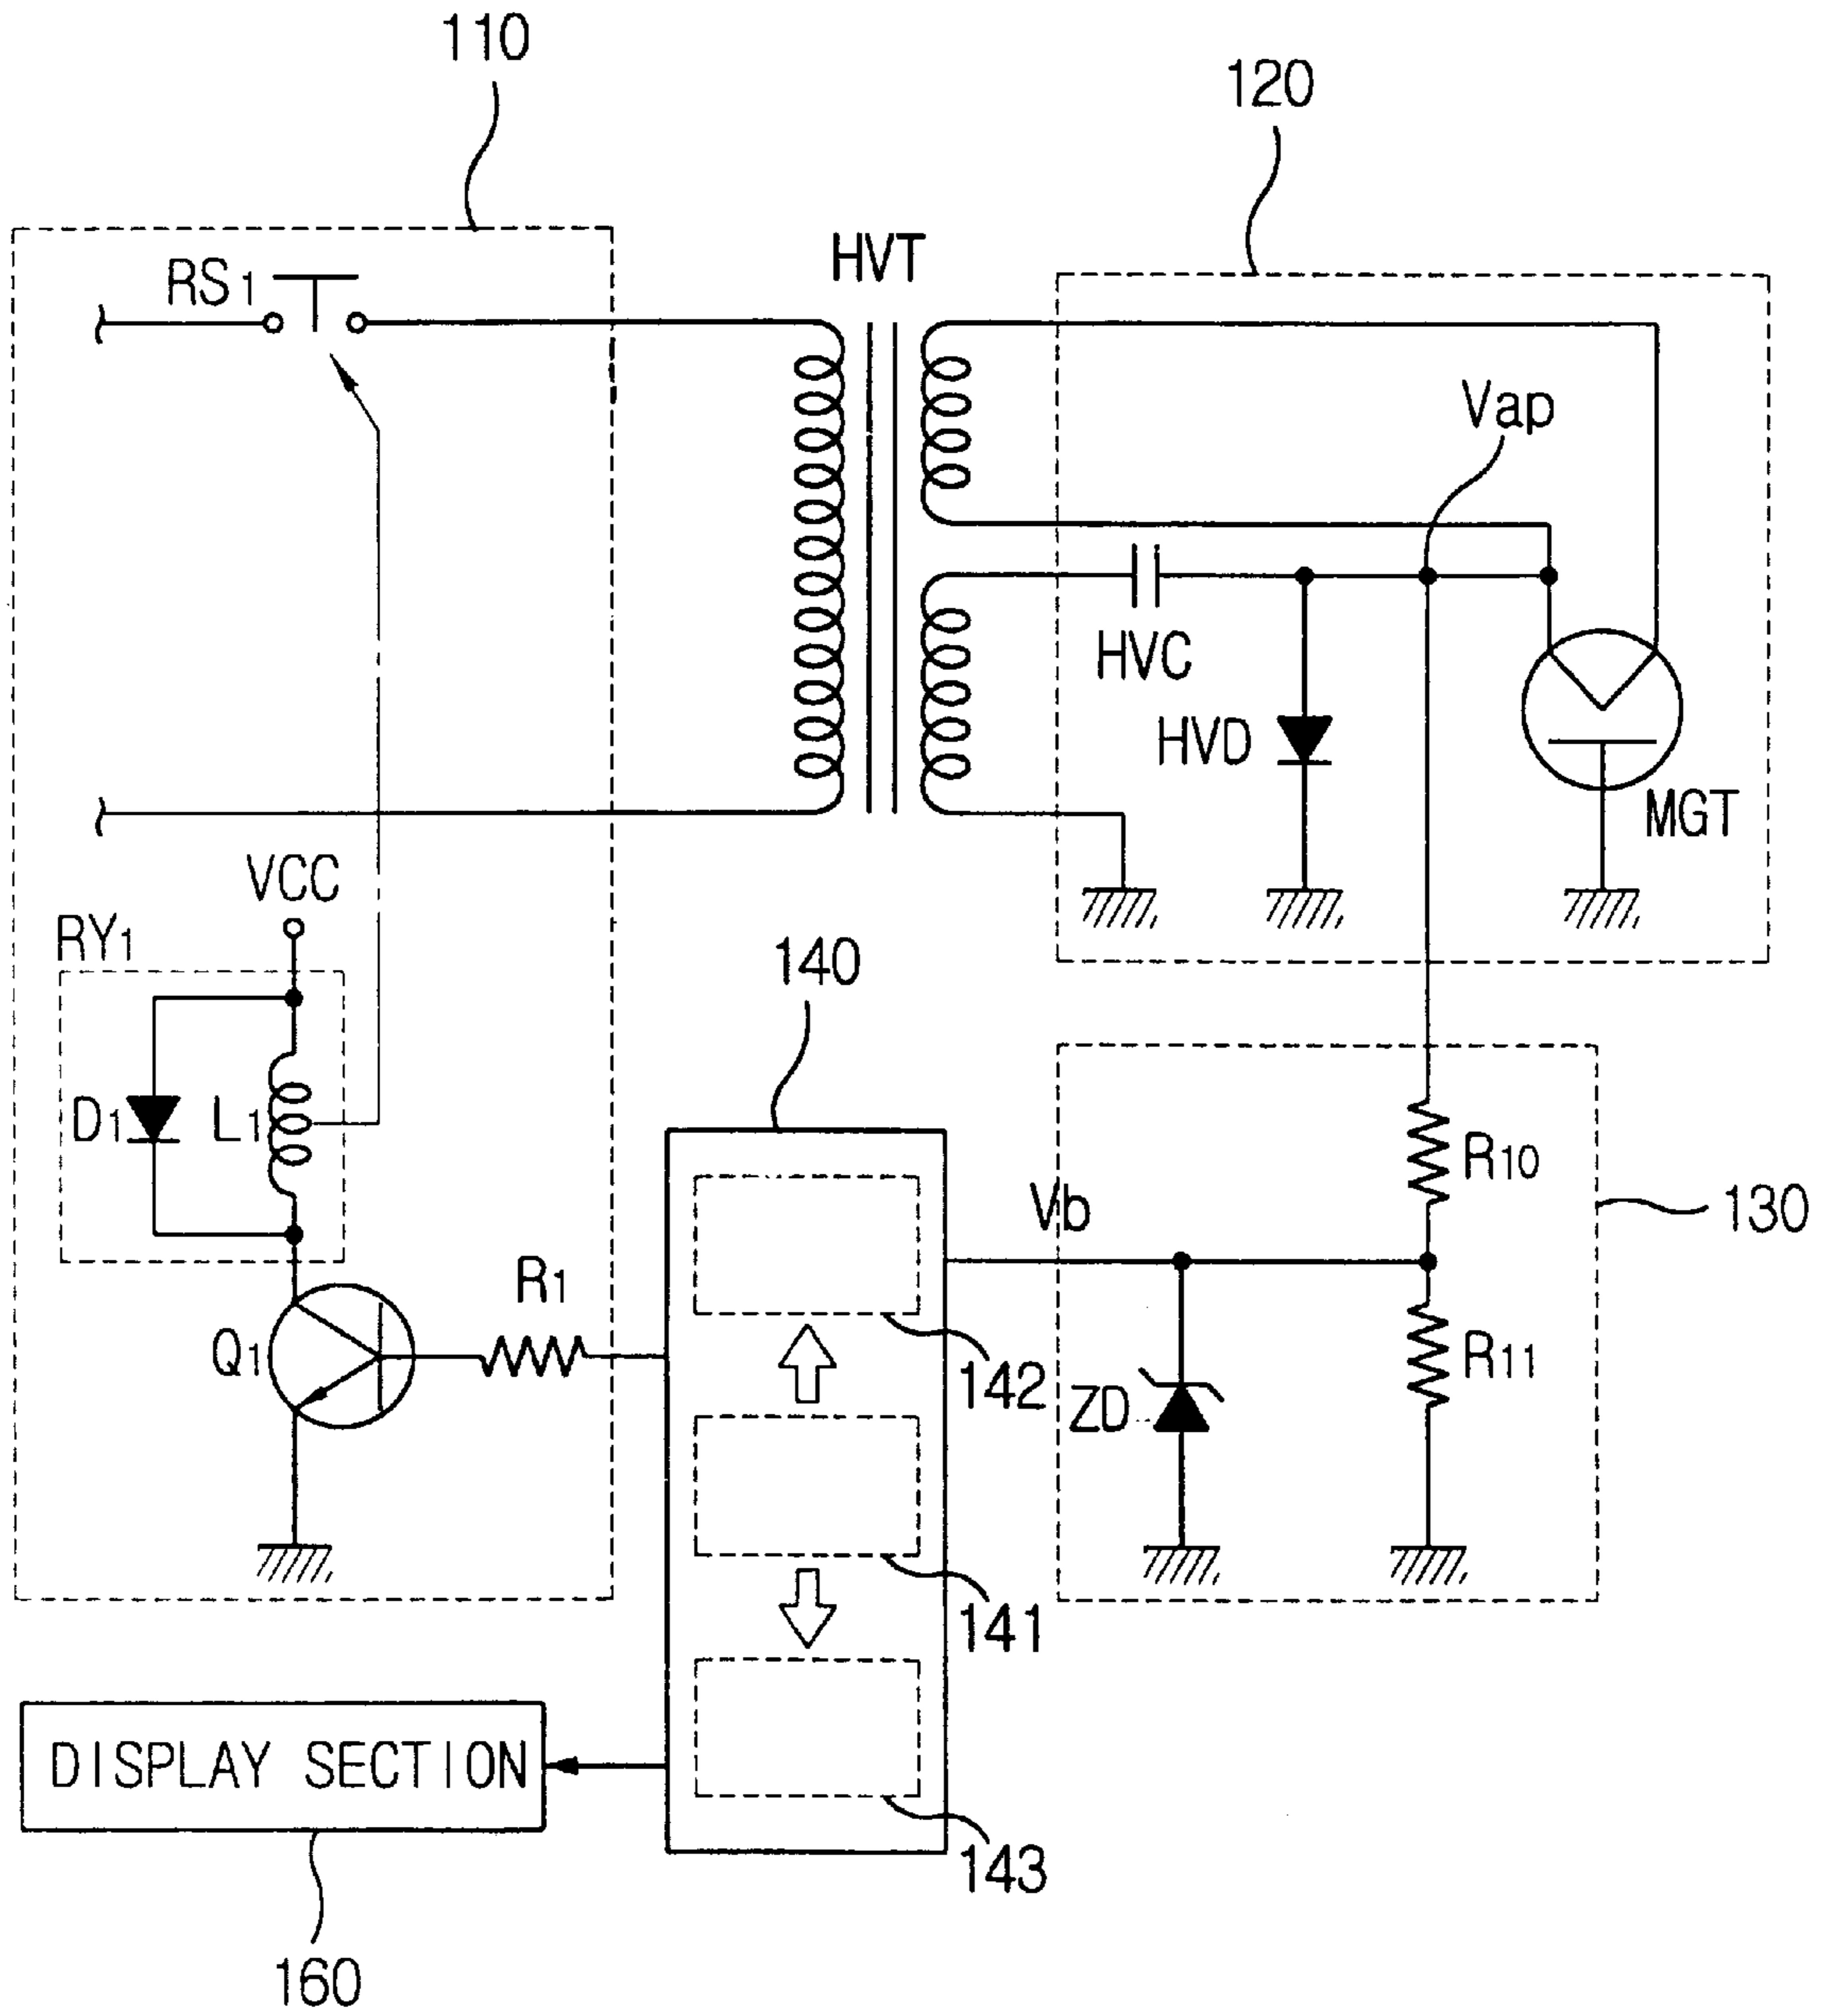 110
120
HVT
RS1
Vap
HVC
HVD
MGT
VCC
RY1
140
D1
L1
R10
Vb
130
R1
Q1
R11
142
ZD
141
DISPLAY SECTION
143
160